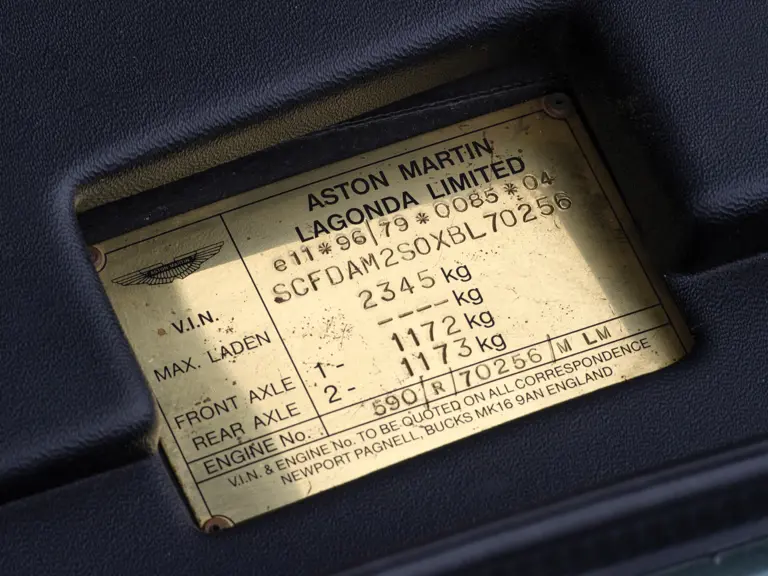 ASTON MARTIN
LAGONDA LIMITED
e11*96/79*0085*04
ASTON MARTIN
V.I.N. SCFDAM2S0XBL70256
MAX. LADEN 2345 kg
---- kg
FRONT AXLE 1- 1172 kg
REAR AXLE 2- 1173 kg
ENGINE No. 590/R/70256/M LM
V.I.N. & ENGINE No. TO BE QUOTED ON ALL CORRESPONDENCE
NEWPORT PAGNELL, BUCKS MK16 9AN ENGLAND